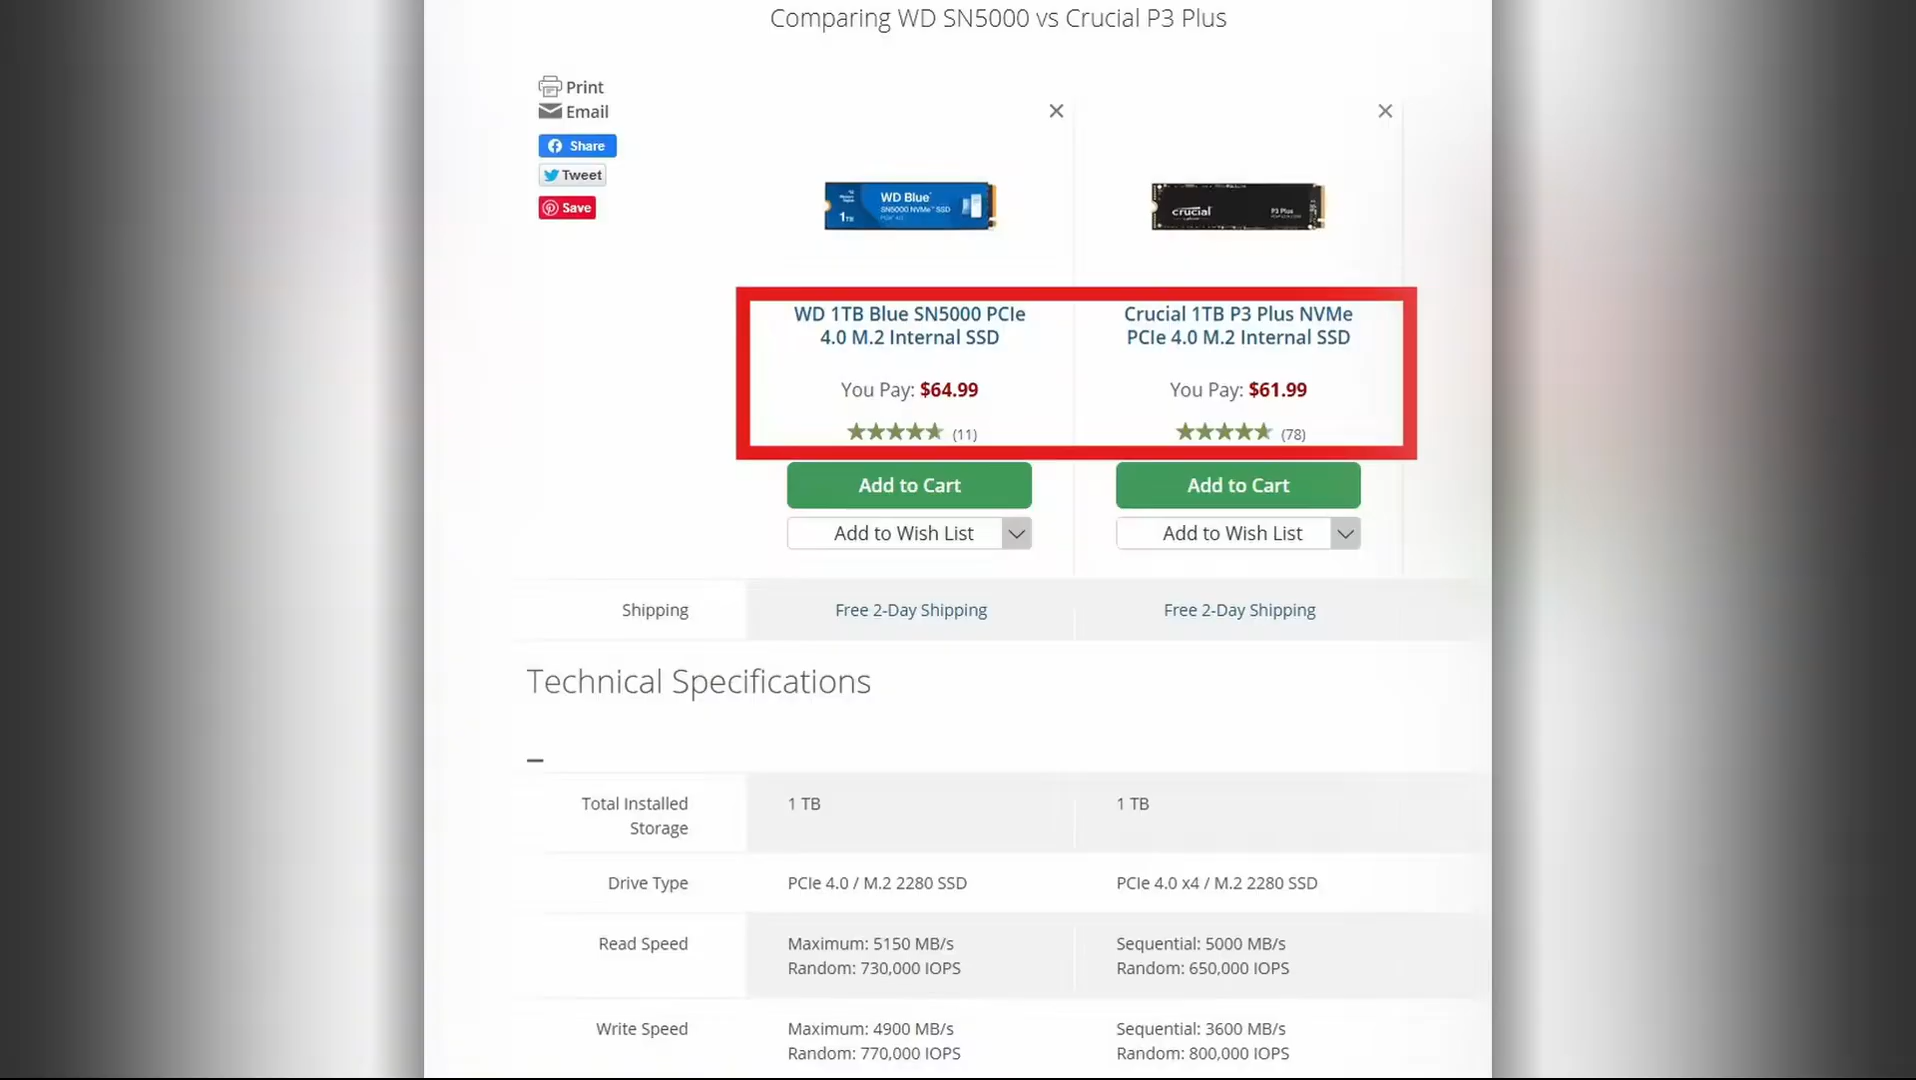 Comparing WD SN5000 vs Crucial P3 Plus
Print
Email
Share
Tweet
Save
WD Blue
SN5000 NVMe™ SSD
1TB
crucial
P3 Plus
WD 1TB Blue SN5000 PCIe
4.0 M.2 Internal SSD
You Pay: $64.99
(11)
Add to Cart
Add to Wish List
Crucial 1TB P3 Plus NVMe
PCIe 4.0 M.2 Internal SSD
You Pay: $61.99
(78)
Add to Cart
Add to Wish List
Shipping
Free 2-Day Shipping
Free 2-Day Shipping
Technical Specifications
Total Installed
Storage
1 TB
1 TB
Drive Type
PCIe 4.0 / M.2 2280 SSD
PCIe 4.0 x4 / M.2 2280 SSD
Read Speed
Maximum: 5150 MB/s
Random: 730,000 IOPS
Sequential: 5000 MB/s
Random: 650,000 IOPS
Write Speed
Maximum: 4900 MB/s
Random: 770,000 IOPS
Sequential: 3600 MB/s
Random: 800,000 IOPS